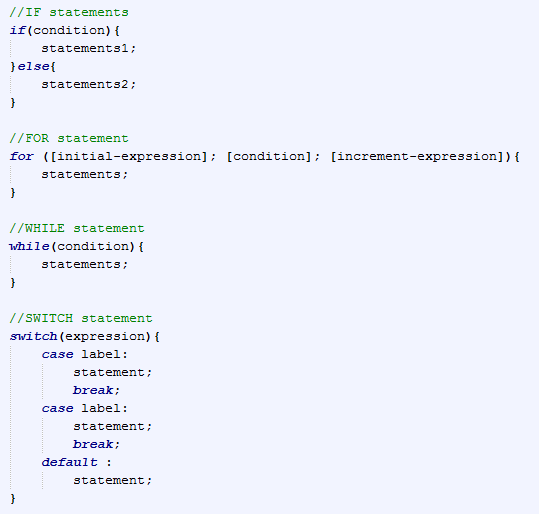 //IF statements
if(condition){
    statements1;
}else{
    statements2;
}

//FOR statement
for ([initial-expression]; [condition]; [increment-expression]){
    statements;
}

//WHILE statement
while(condition){
    statements;
}

//SWITCH statement
switch(expression){
    case label:
        statement;
        break;
    case label:
        statement;
        break;
    default :
        statement;
}